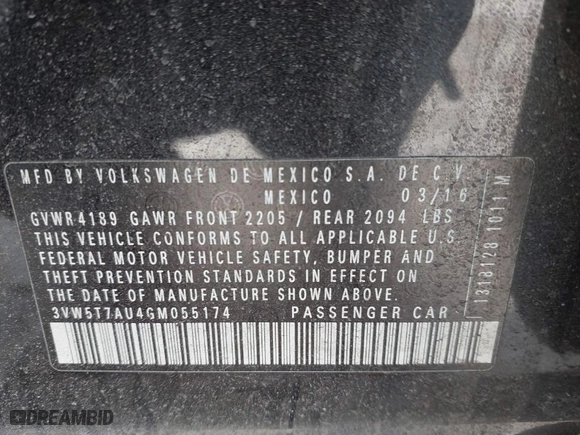 MFD BY VOLKSWAGEN DE MEXICO S.A. DE C.V.
MEXICO 03/16
GVWR 4189 GAWR FRONT 2205 / REAR 2094 LBS
THIS VEHICLE CONFORMS TO ALL APPLICABLE U.S
FEDERAL MOTOR VEHICLE SAFETY, BUMPER AND
THEFT PREVENTION STANDARDS IN EFFECT ON
THE DATE OF MANUFACTURE SHOWN ABOVE.
3VW5T7AU4GM055174 PASSENGER CAR
1318128 1011 M
DREAMBID